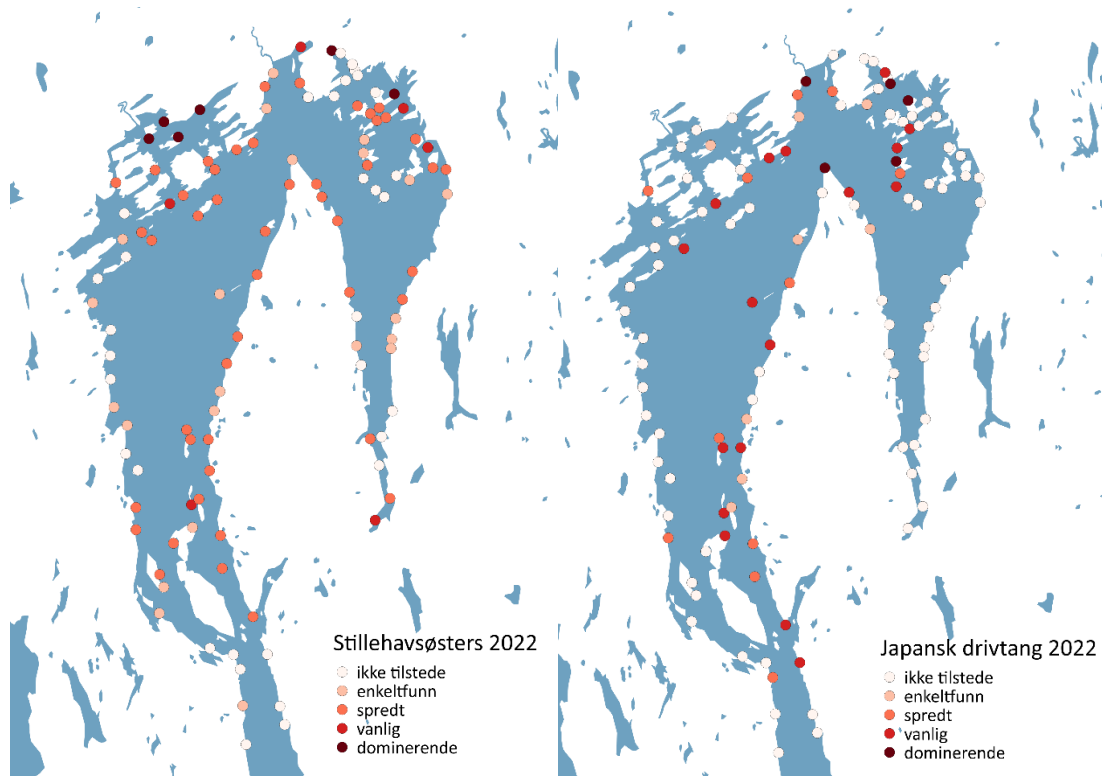 Stillehavsøsters 2022
ikke tilstede
enkeltfunn
spredt
vanlig
dominerende
Japansk drivtang 2022
ikke tilstede
enkeltfunn
spredt
vanlig
dominerende